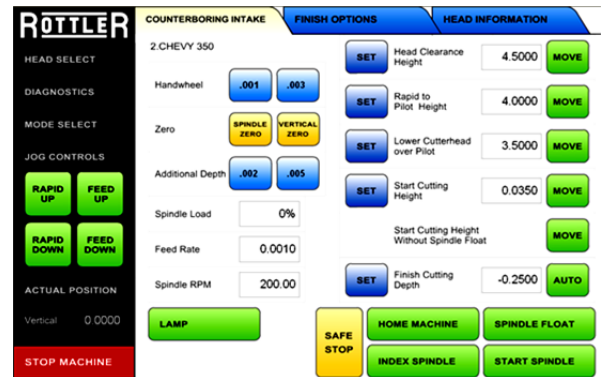 ROTTLER
HEAD SELECT
DIAGNOSTICS
MODE SELECT
JOG CONTROLS
RAPID UP
FEED UP
RAPID DOWN
FEED DOWN
ACTUAL POSITION
Vertical 0.0000
STOP MACHINE
COUNTERBORING INTAKE
FINISH OPTIONS
HEAD INFORMATION
2.CHEVY 350
Handwheel .001 .003
Zero SPINDLE ZERO VERTICAL ZERO
Additional Depth .002 .005
Spindle Load 0%
Feed Rate 0.0010
Spindle RPM 200.00
SET Head Clearance Height 4.5000 MOVE
SET Rapid to Pilot Height 4.0000 MOVE
SET Lower Cutterhead over Pilot 3.5000 MOVE
SET Start Cutting Height 0.0350 MOVE
Start Cutting Height Without Spindle Float MOVE
SET Finish Cutting Depth -0.2500 AUTO
LAMP
SAFE STOP
HOME MACHINE
SPINDLE FLOAT
INDEX SPINDLE
START SPINDLE